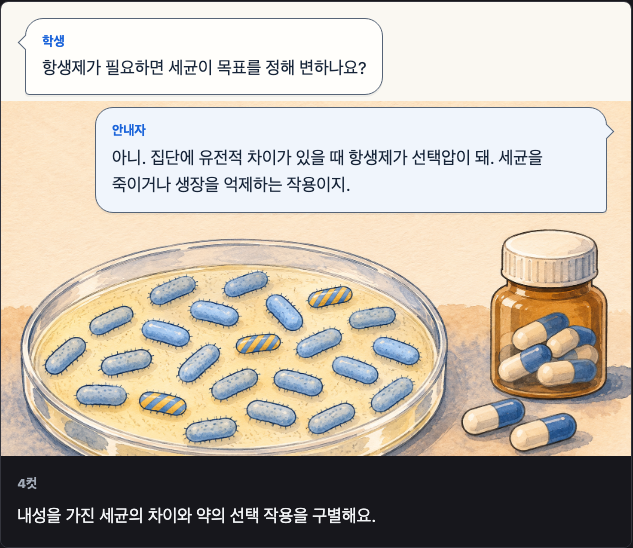 학생
항생제가 필요하면 세균이 목표를 정해 변하나요?
안내자
아니. 집단에 유전적 차이가 있을 때 항생제가 선택압이 돼. 세균을
죽이거나 생장을 억제하는 작용이지.
4컷
내성을 가진 세균의 차이와 약의 선택 작용을 구별해요.